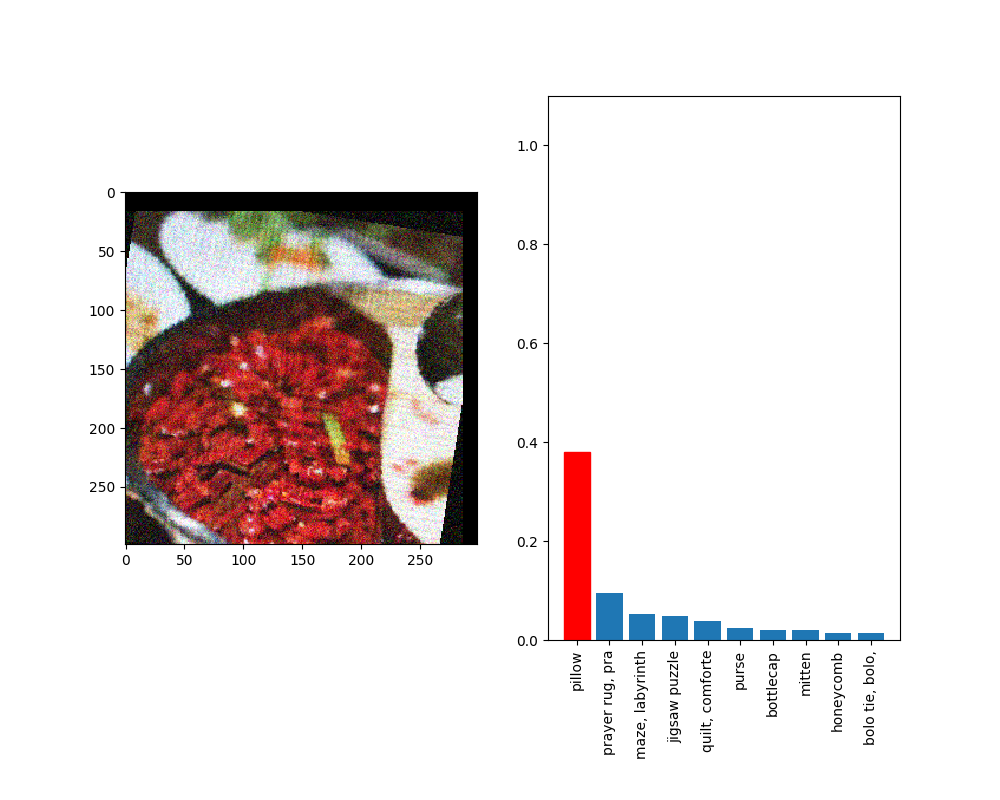 0
50
100
150
200
250
0 50 100 150 200 250
1.0
0.8
0.6
0.4
0.2
0.0
pillow
prayer rug, pra
maze, labyrinth
jigsaw puzzle
quilt, comforte
purse
bottlecap
mitten
honeycomb
bolo tie, bolo,